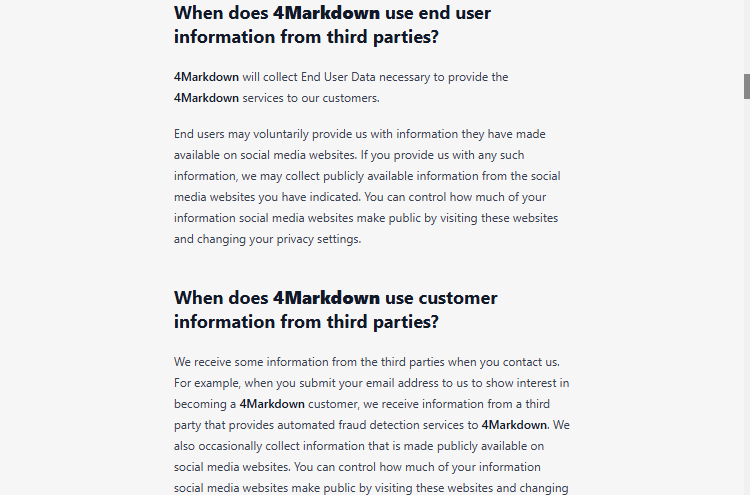 When does 4Markdown use end user
information from third parties?
4Markdown will collect End User Data necessary to provide the
4Markdown services to our customers.
End users may voluntarily provide us with information they have made
available on social media websites. If you provide us with any such
information, we may collect publicly available information from the social
media websites you have indicated. You can control how much of your
information social media websites make public by visiting these websites
and changing your privacy settings.
When does 4Markdown use customer
information from third parties?
We receive some information from the third parties when you contact us.
For example, when you submit your email address to us to show interest in
becoming a 4Markdown customer, we receive information from a third
party that provides automated fraud detection services to 4Markdown. We
also occasionally collect information that is made publicly available on
social media websites. You can control how much of your information
social media websites make public by visiting these websites and changing